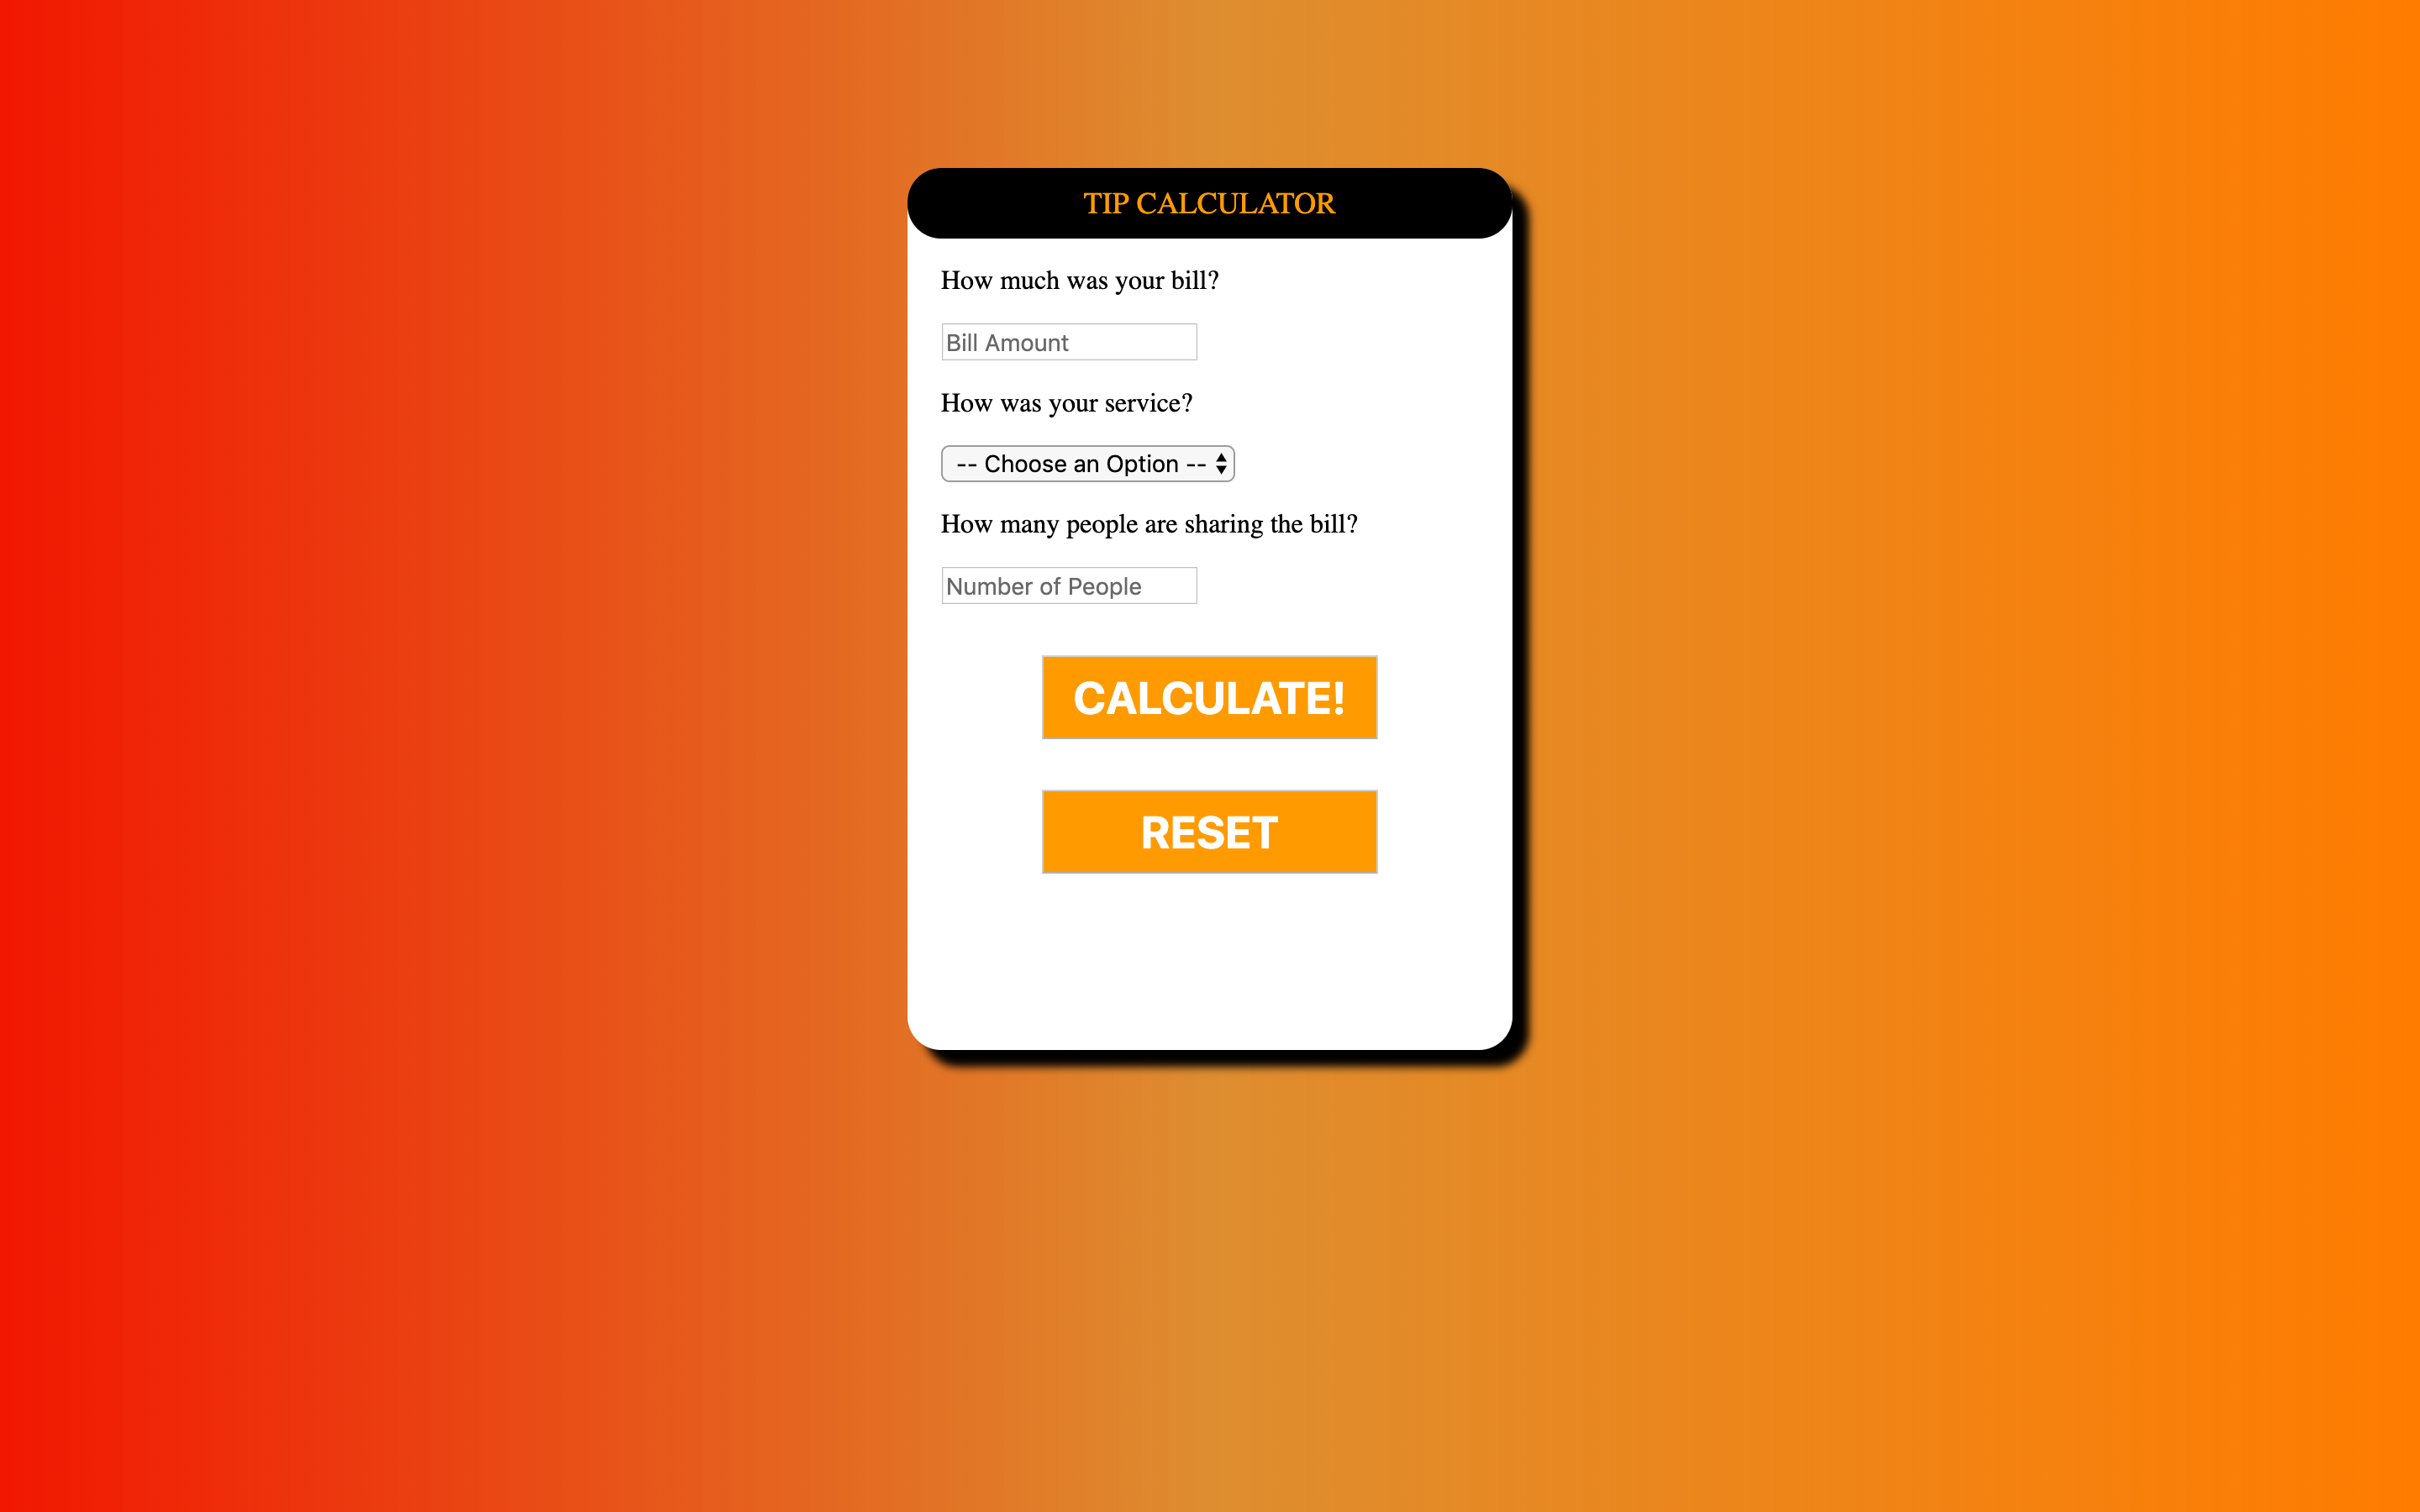 TIP CALCULATOR
How much was your bill?
Bill Amount
How was your service?
-- Choose an Option --
How many people are sharing the bill?
Number of People
CALCULATE!
RESET